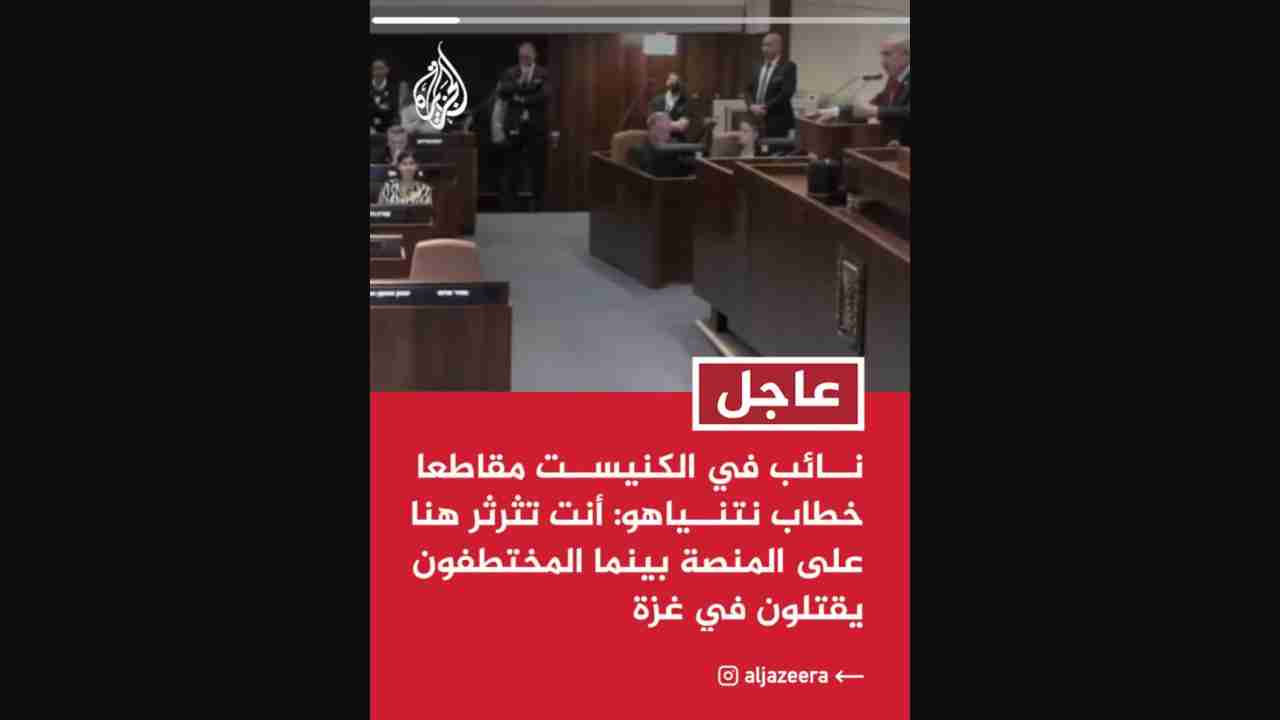 الجزيرة
عاجل
نائب في الكنيست مقاطعا
خطاب نتنياهو: أنت تثرثر هنا
على المنصة بينما المختطفون
يقتلون في غزة
aljazeera